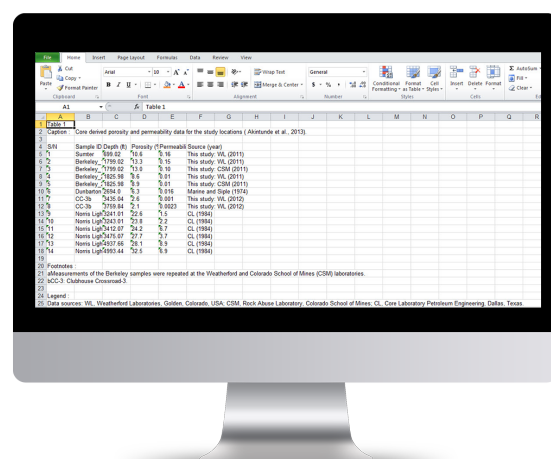 File Home Insert Page Layout Formulas Data Review View
Cut
Copy
Format Painter
Paste
Clipboard
Arial 10
B I U
Font
Wrap Text
Merge & Center
Alignment
General
$ % ,
Number
Conditional Formatting
Format as Table
Cell Styles
Styles
Insert Delete Format
Cells
AutoSum
Fill
Clear
A1 fx Table 1
A B C D E F G H I J K L M N O P Q R
1 Table 1
2 Caption : Core derived porosity and permeability data for the study locations ( Akintunde et al., 2013).
3
4 S/N Sample ID Depth (ft) Porosity (% Permeabili Source (year)
5 1 Sumter 699.02 10.6 0.16 This study: WL (2011)
6 2 Berkeley_ 1799.02 13.3 0.15 This study: WL (2011)
7 3 Berkeley_ 1799.02 13.0 0.10 This study: CSM (2011)
8 4 Berkeley_ 1825.98 8.6 0.01 This study: WL (2011)
9 5 Berkeley_ 1825.98 8.9 0.01 This study: CSM (2011)
10 6 Dunbarton 2694.0 6.3 0.016 Marine and Siple (1974)
11 7 CC-3b 3435.04 2.6 0.001 This study: WL (2012)
12 8 CC-3b 3759.84 2.1 0.0023 This study: WL (2012)
13 9 Norris Ligh 3241.01 22.6 1.5 CL (1984)
14 10 Norris Ligh 3243.01 23.8 2.2 CL (1984)
15 11 Norris Ligh 3412.07 24.2 6.7 CL (1984)
16 12 Norris Ligh 3475.07 27.7 3.7 CL (1984)
17 13 Norris Ligh 4937.66 28.1 8.9 CL (1984)
18 14 Norris Ligh 4993.44 32.5 6.9 CL (1984)
19
20 Footnotes :
21 aMeasurements of the Berkeley samples were repeated at the Weatherford and Colorado School of Mines (CSM) laboratories.
22 bCC-3: Clubhouse Crossroad-3.
23
24 Legend :
25 Data sources: WL, Weatherford Laboratories, Golden, Colorado, USA; CSM, Rock Abuse Laboratory, Colorado School of Mines; CL, Core Laboratory Petroleum Engineering, Dallas, Texas.